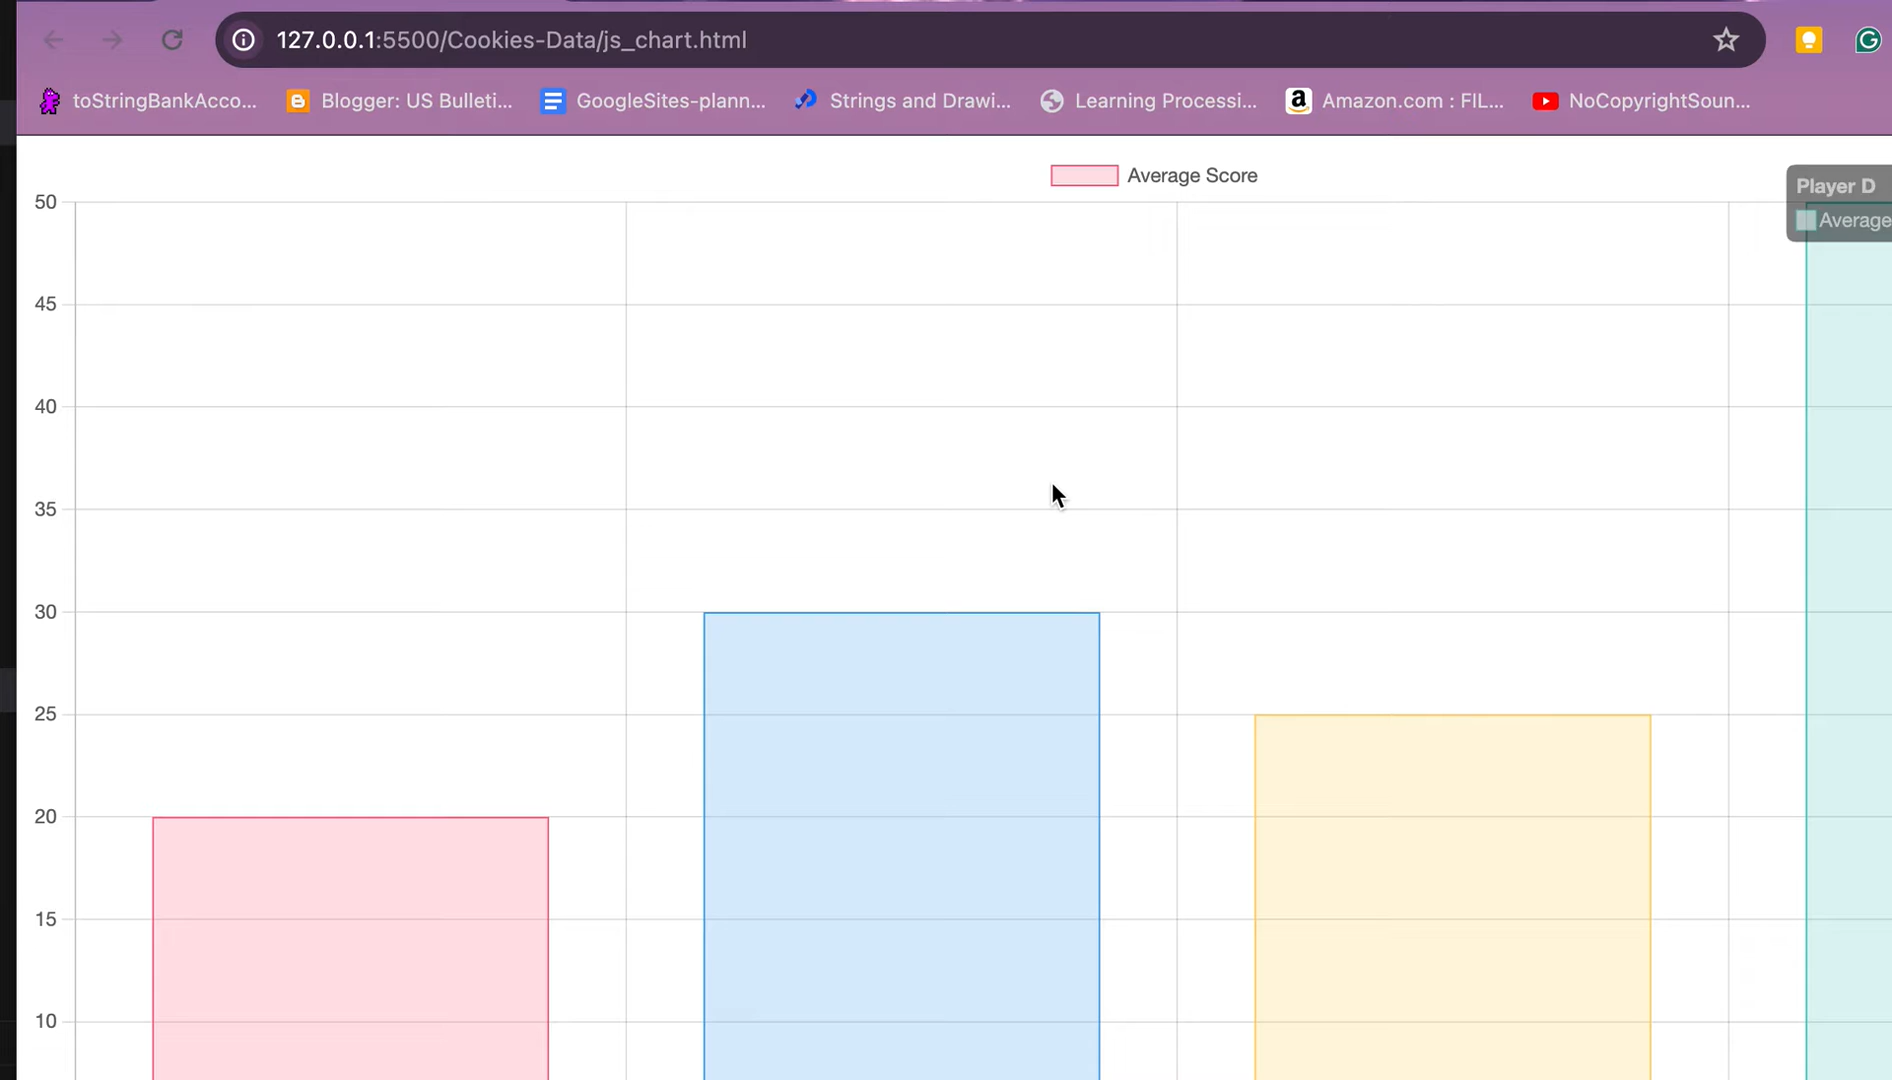 127.0.0.1:5500/Cookies-Data/js_chart.html
toStringBankAcco... Blogger: US Bulleti... GoogleSites-plann... Strings and Drawi... Learning Processi... Amazon.com : FIL... NoCopyrightSoun...
Average Score
Player D
Average
50
45
40
35
30
25
20
15
10